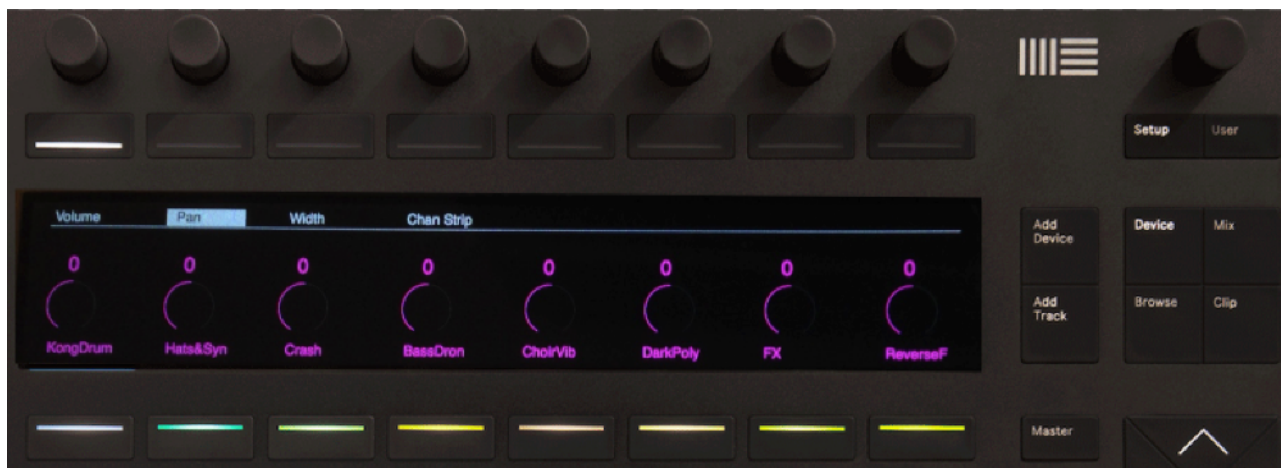 Setup User
Volume Pan Width Chan Strip
Add Device
Device Mix
0 0 0 0 0 0 0 0
Add Track
Browse Clip
KongDrum Hats&Syn Crash BassDron ChoirVib DarkPoly FX ReverseF
Master